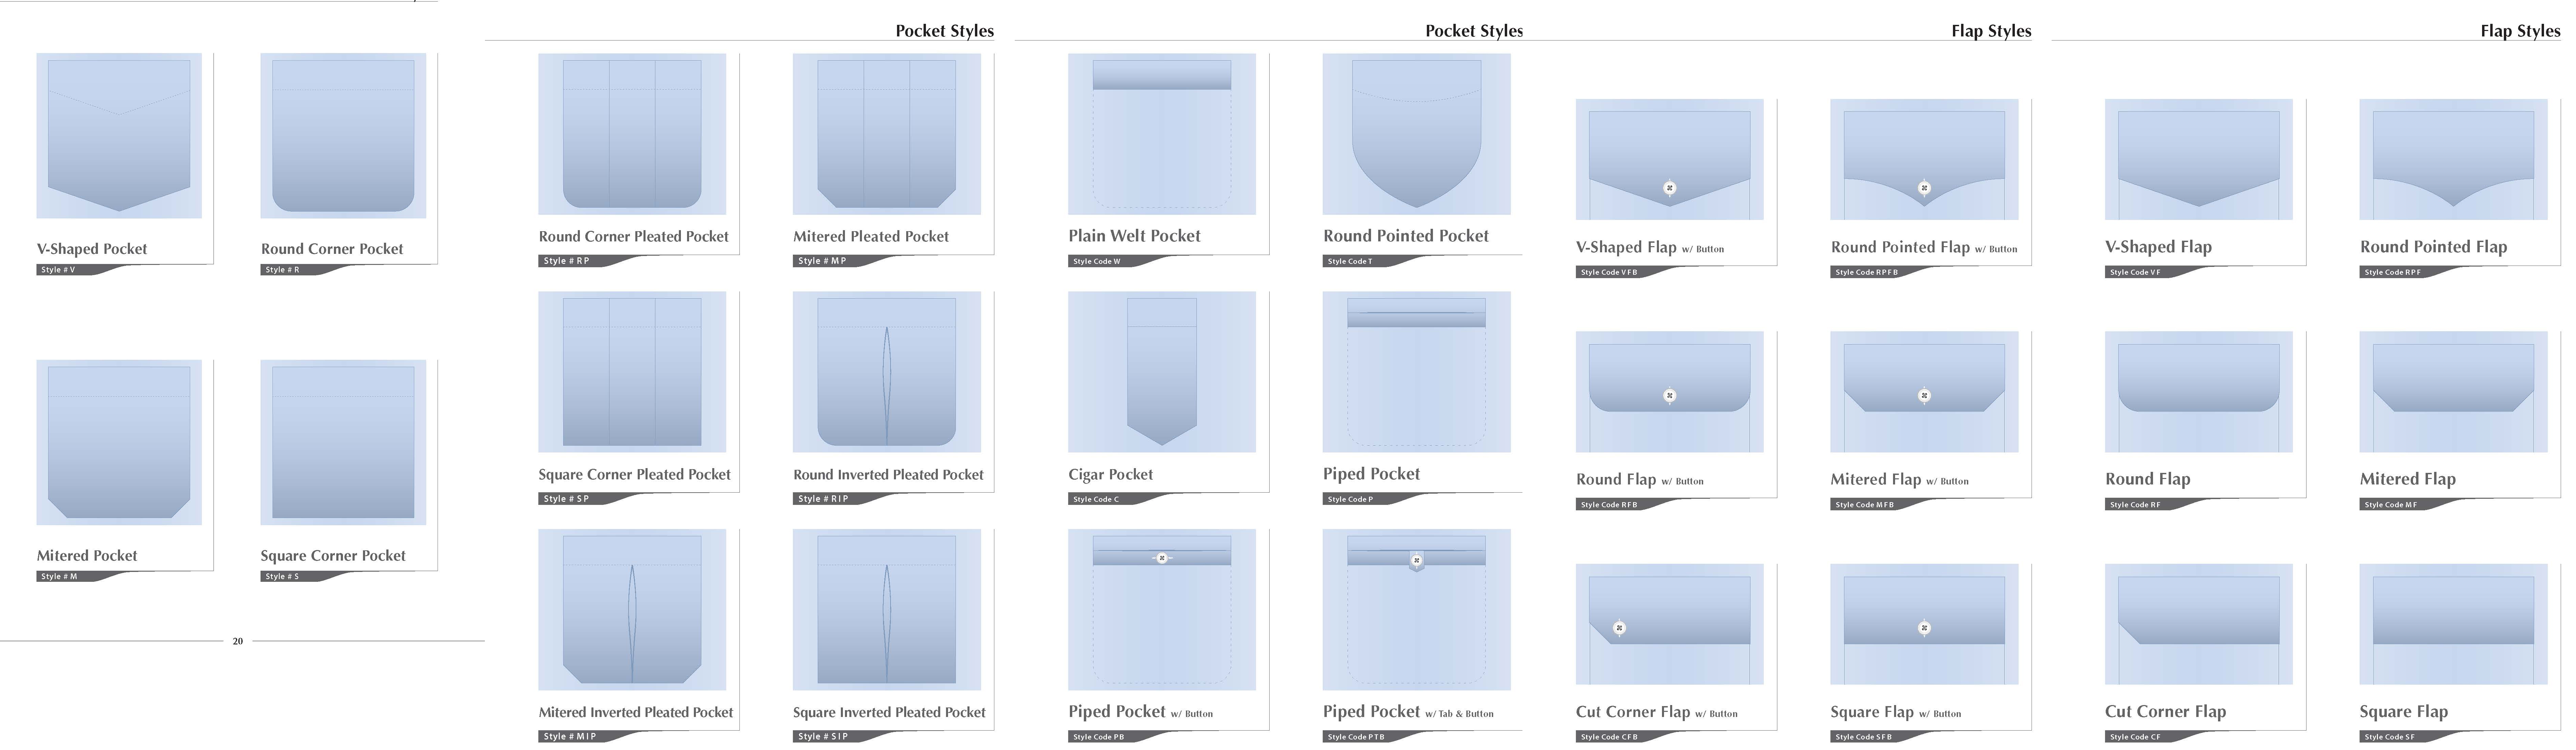 V-Shaped Pocket
Style # V
Round Corner Pocket
Style # R
Mitered Pocket
Style # M
Square Corner Pocket
Style # S
20
Pocket Styles
Round Corner Pleated Pocket
Style # RP
Mitered Pleated Pocket
Style # MP
Square Corner Pleated Pocket
Style # SP
Round Inverted Pleated Pocket
Style # RIP
Mitered Inverted Pleated Pocket
Style # MIP
Square Inverted Pleated Pocket
Style # SIP
Pocket Styles
Plain Welt Pocket
Style Code W
Round Pointed Pocket
Style Code T
Cigar Pocket
Style Code C
Piped Pocket
Style Code P
Piped Pocket w/ Button
Style Code PB
Piped Pocket w/ Tab & Button
Style Code PTB
Flap Styles
V-Shaped Flap w/ Button
Style Code VFB
Round Pointed Flap w/ Button
Style Code RPFB
Round Flap w/ Button
Style Code RFB
Mitered Flap w/ Button
Style Code MFB
Cut Corner Flap w/ Button
Style Code CFB
Square Flap w/ Button
Style Code SFB
Flap Styles
V-Shaped Flap
Style Code VF
Round Pointed Flap
Style Code RPF
Round Flap
Style Code RF
Mitered Flap
Style Code MF
Cut Corner Flap
Style Code CF
Square Flap
Style Code SF